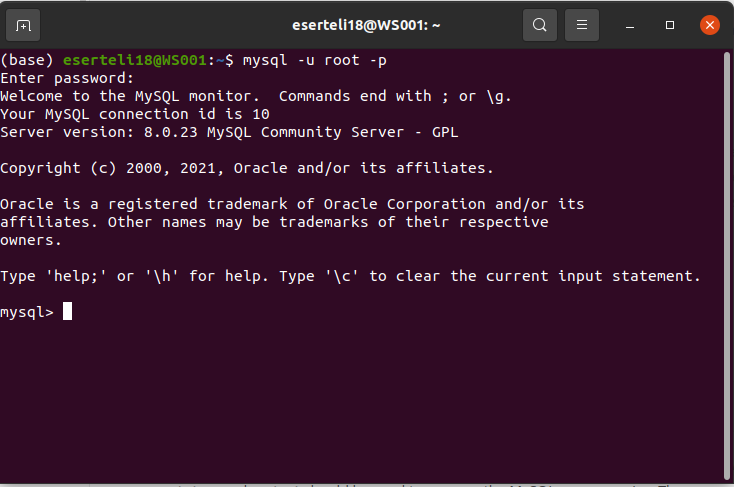 eserteli18@WS001: ~
(base) eserteli18@WS001:~$ mysql -u root -p
Enter password:
Welcome to the MySQL monitor.  Commands end with ; or \g.
Your MySQL connection id is 10
Server version: 8.0.23 MySQL Community Server - GPL
Copyright (c) 2000, 2021, Oracle and/or its affiliates.
Oracle is a registered trademark of Oracle Corporation and/or its
affiliates. Other names may be trademarks of their respective
owners.
Type 'help;' or '\h' for help. Type '\c' to clear the current input statement.
mysql>